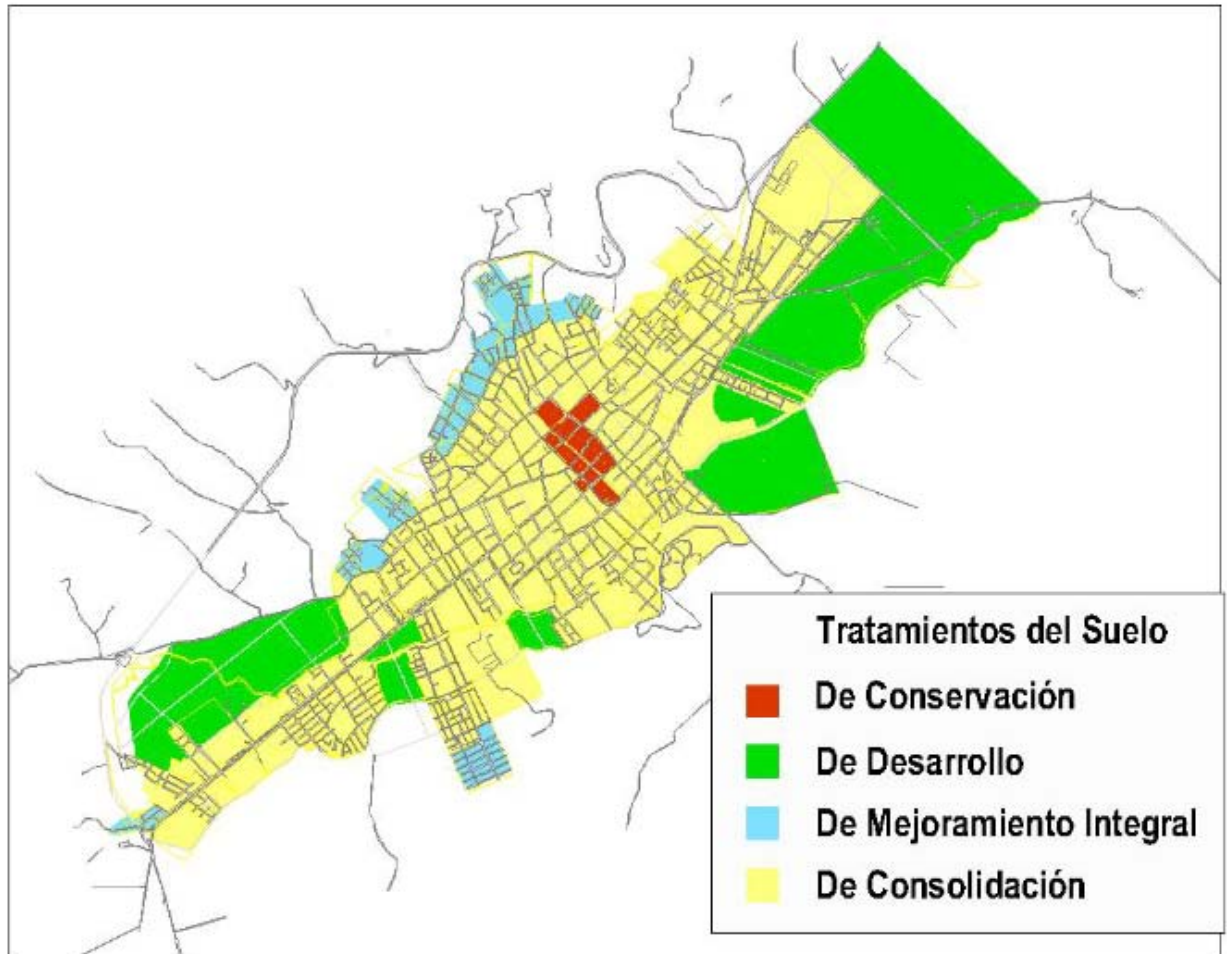 Tratamientos del Suelo
De Conservación
De Desarrollo
De Mejoramiento Integral
De Consolidación